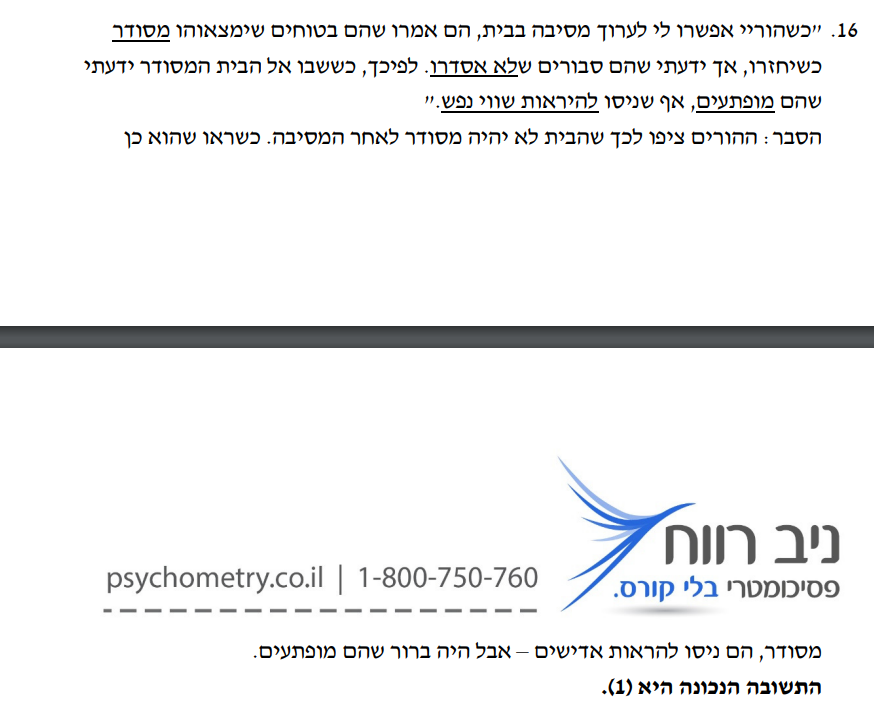 16. "כשהוריי אפשרו לי לערוך מסיבה בבית, הם אמרו שהם בטוחים שימצאוהו מסודר
כשיחזרו, אך ידעתי שהם סבורים שלא אסדרו. לפיכך, כששבו אל הבית המסודר ידעתי
שהם מופתעים, אף שניסו להיראות שווי נפש."
הסבר: ההורים ציפו לכך שהבית לא יהיה מסודר לאחר המסיבה. כשראו שהוא כן
ניב רווח
פסיכומטרי בלי קורס.
psychometry.co.il | 1-800-750-760
מסודר, הם ניסו להראות אדישים – אבל היה ברור שהם מופתעים.
התשובה הנכונה היא (1).